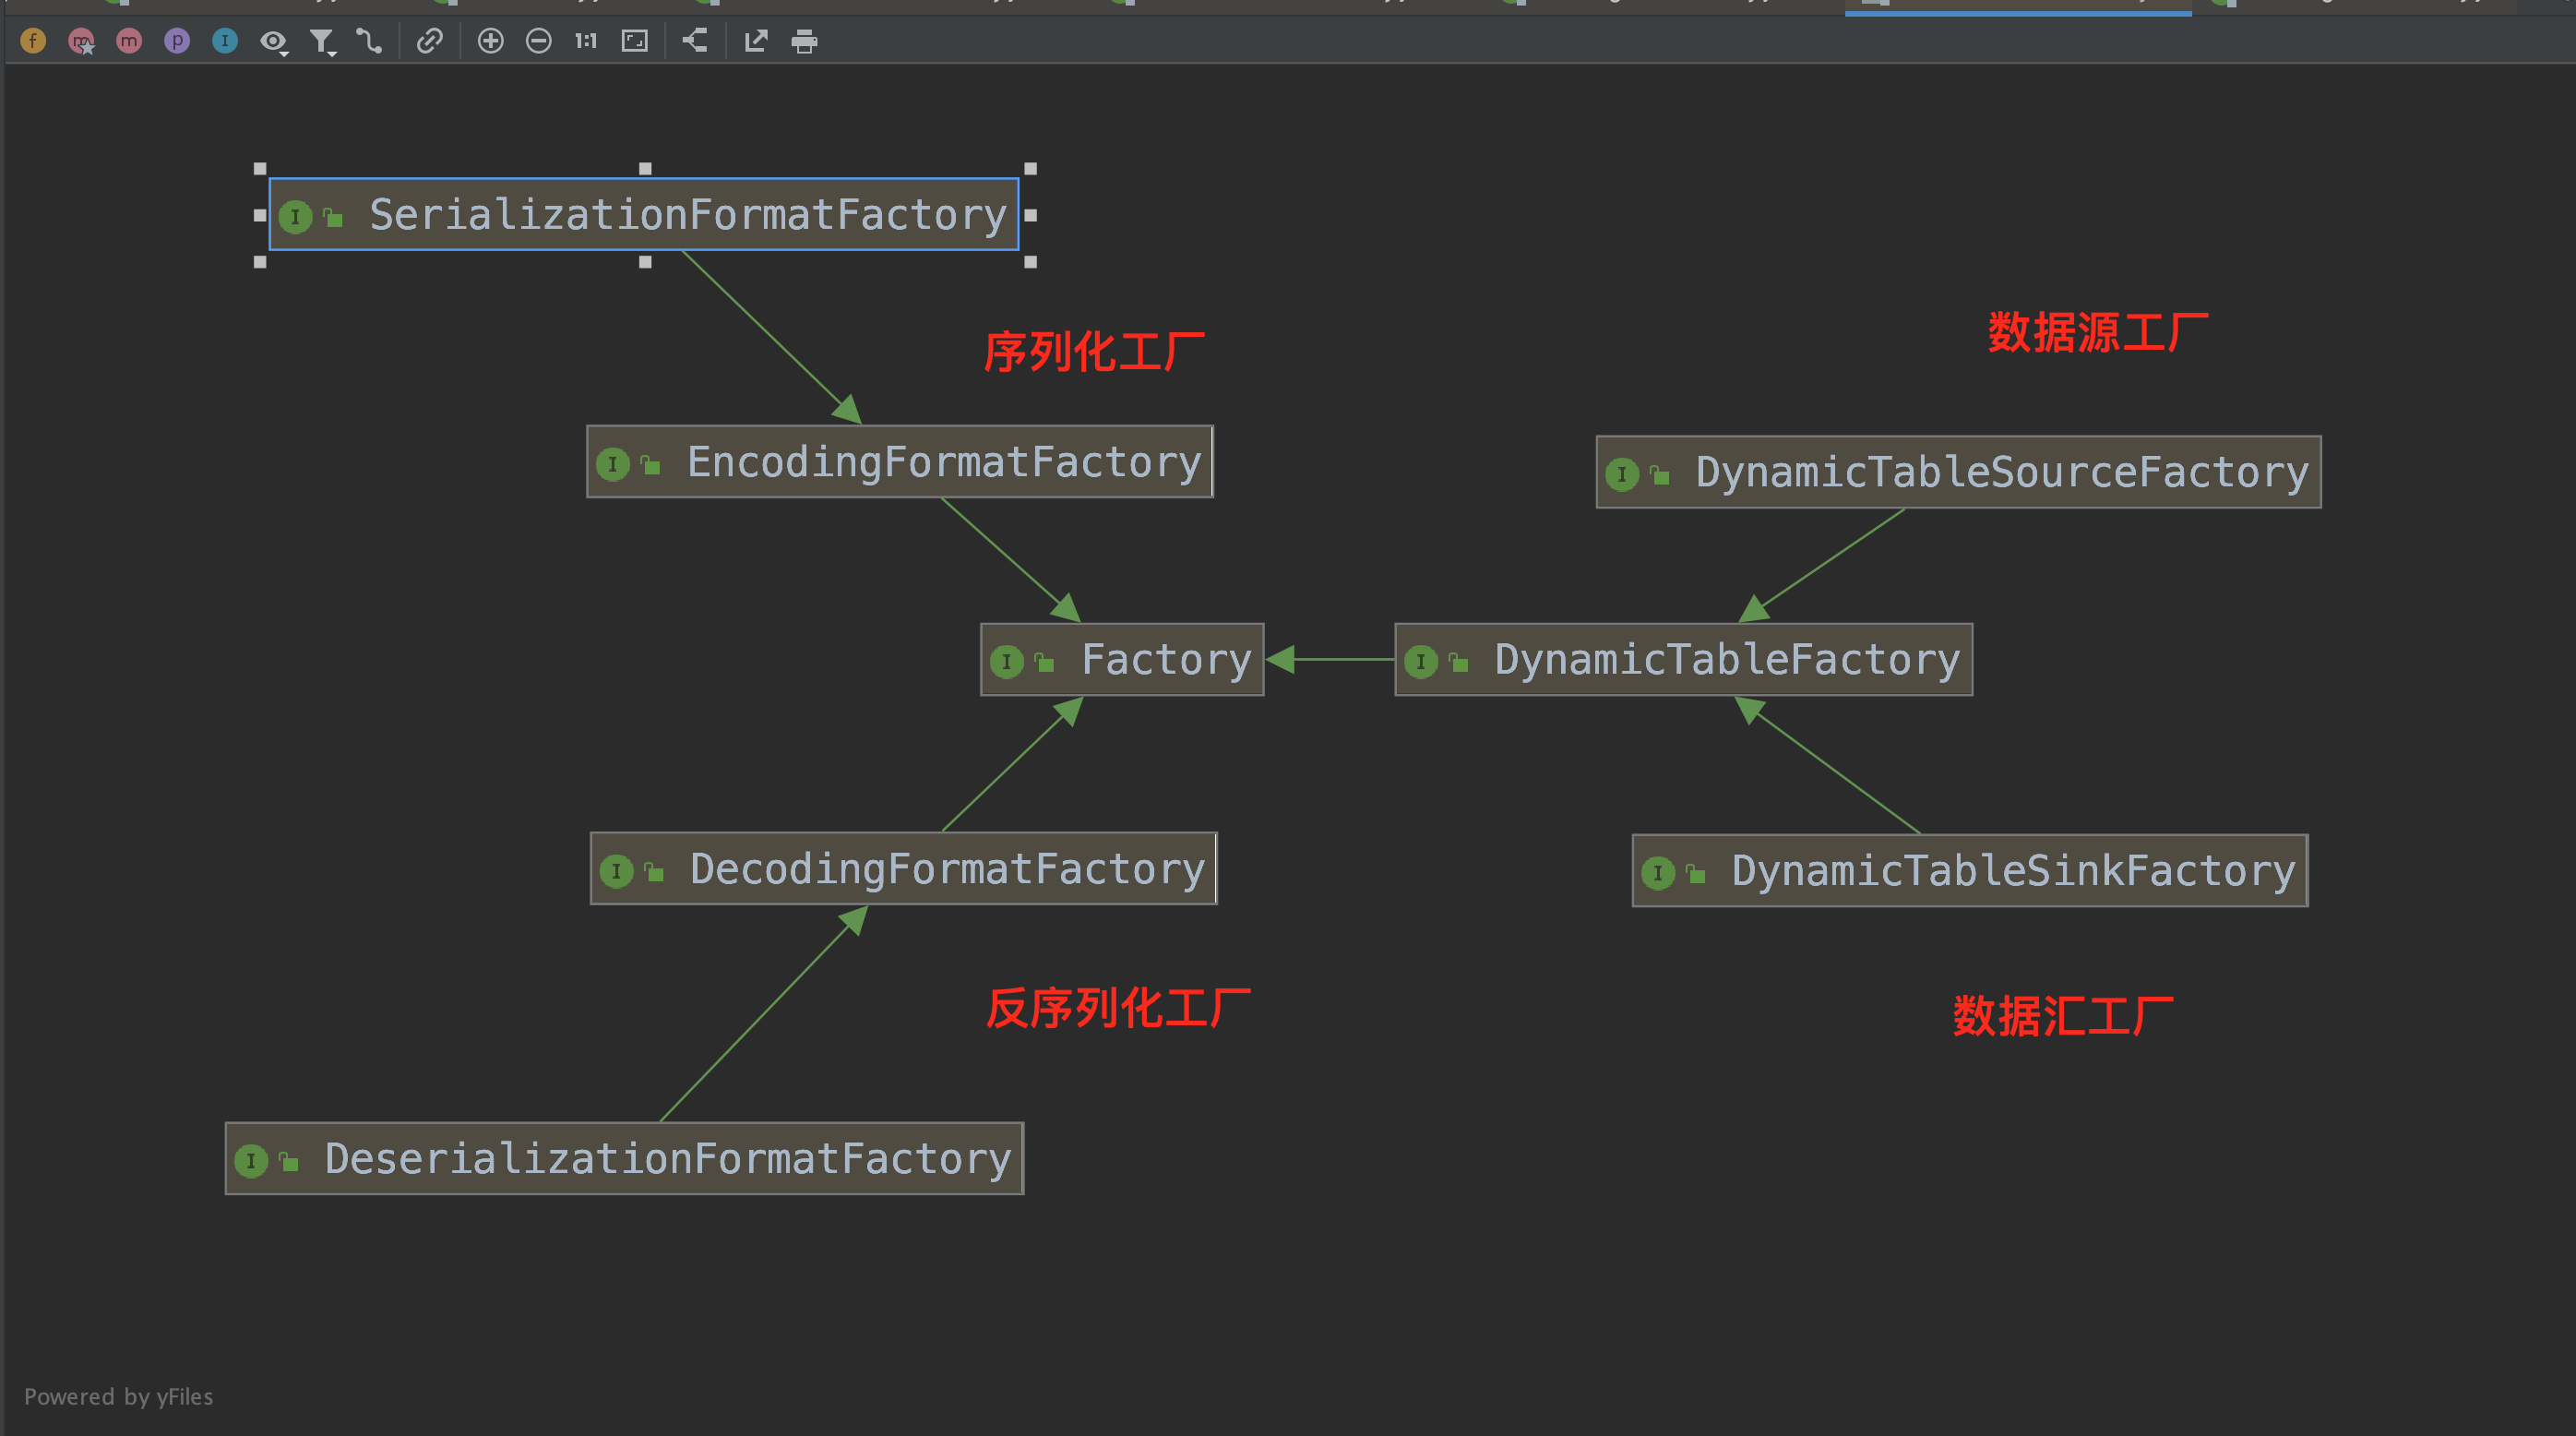 1:1
SerializationFormatFactory
序列化工厂
数据源工厂
EncodingFormatFactory
DynamicTableSourceFactory
Factory
DynamicTableFactory
DecodingFormatFactory
DynamicTableSinkFactory
反序列化工厂
数据汇工厂
DeserializationFormatFactory
Powered by yFiles